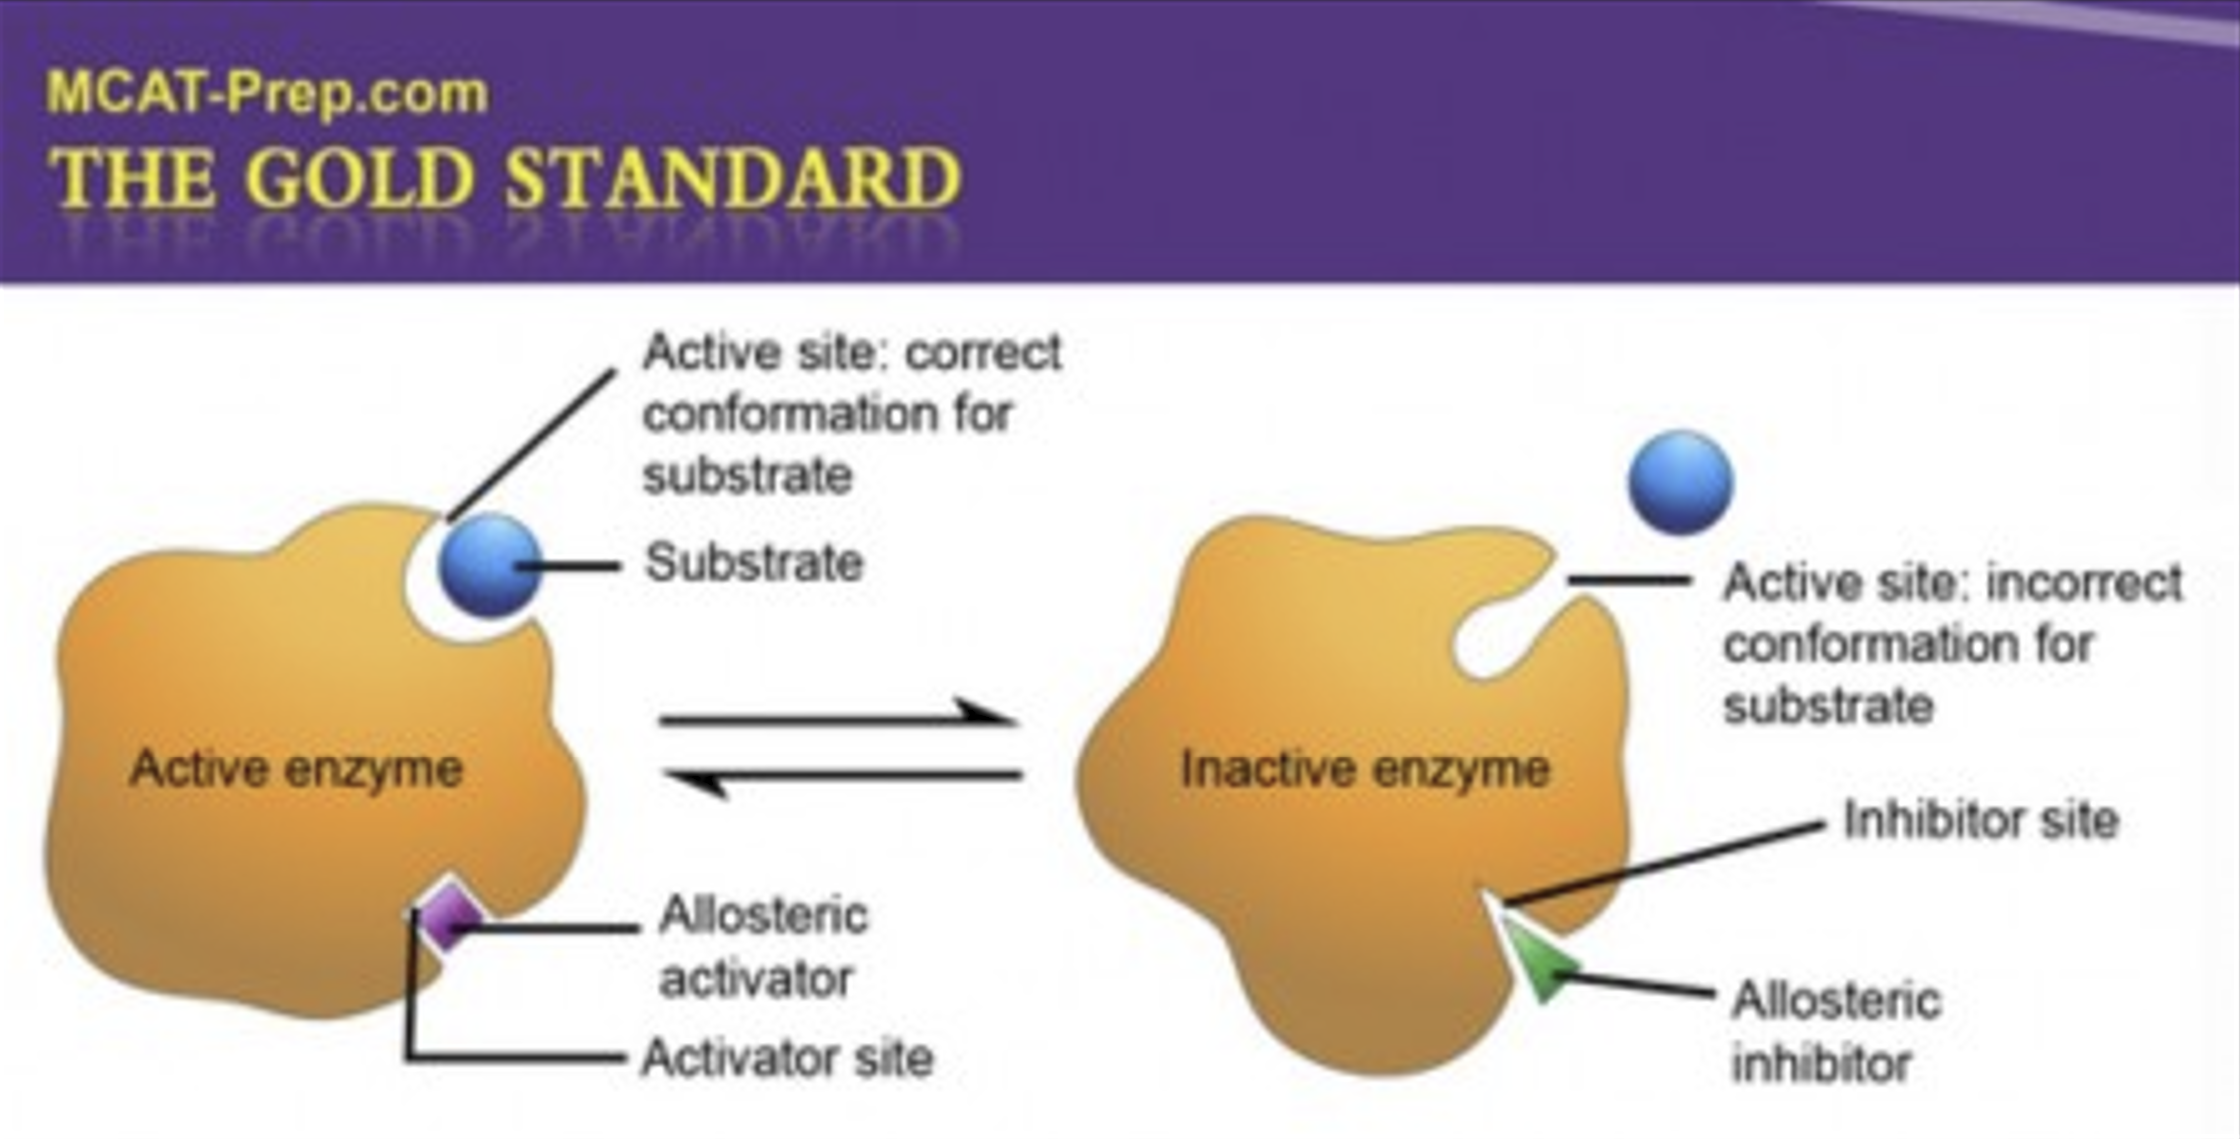 MCAT-Prep.com
THE GOLD STANDARD
Active site: correct
conformation for
substrate
Substrate
Active enzyme
Allosteric
activator
Activator site
Active site: incorrect
conformation for
substrate
Inactive enzyme
Inhibitor site
Allosteric
inhibitor